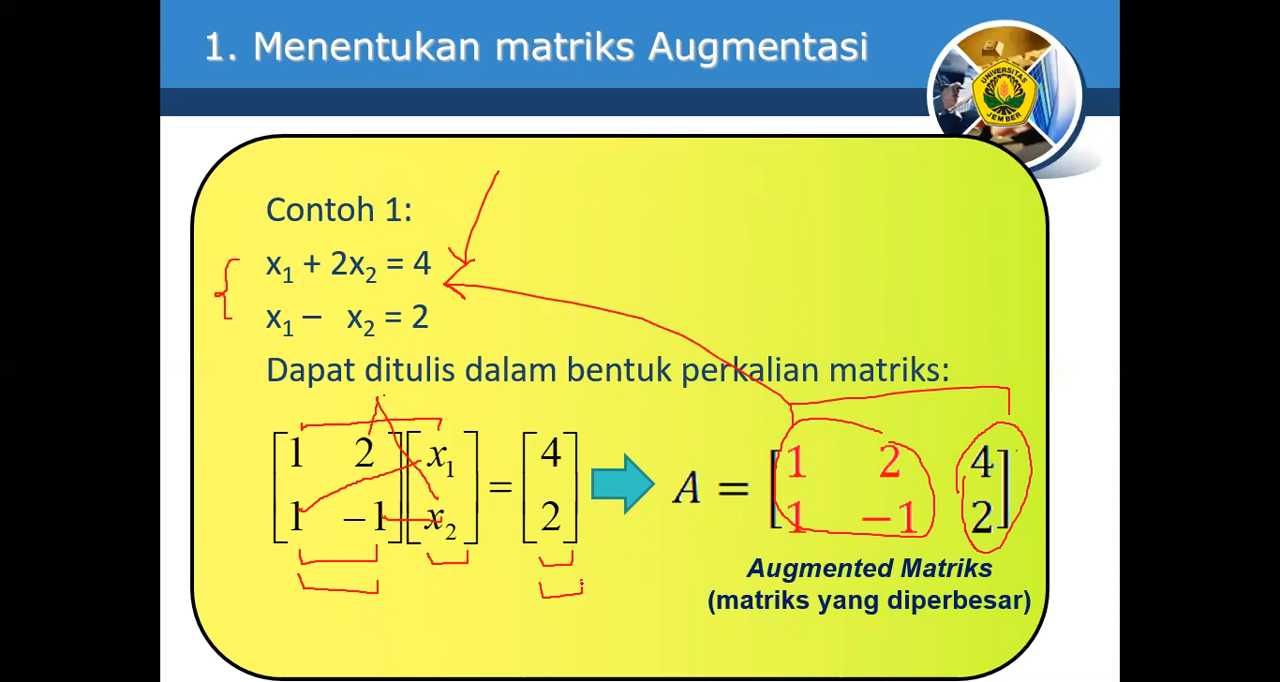 1. Menentukan matriks Augmentasi
UNIVERSITAS
JEMBER
Contoh 1:
x₁ + 2x₂ = 4
x₁ – x₂ = 2
Dapat ditulis dalam bentuk perkalian matriks:
[1 2] [x₁] = [4]
[1 −1] [x₂] [2]
A = [1 2 4]
[1 −1 2]
Augmented Matriks
(matriks yang diperbesar)